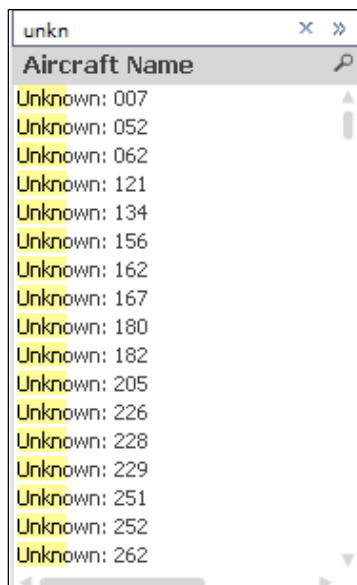 unkn
Aircraft Name
Unknown: 007
Unknown: 052
Unknown: 062
Unknown: 121
Unknown: 134
Unknown: 156
Unknown: 162
Unknown: 167
Unknown: 180
Unknown: 182
Unknown: 205
Unknown: 226
Unknown: 228
Unknown: 229
Unknown: 251
Unknown: 252
Unknown: 262